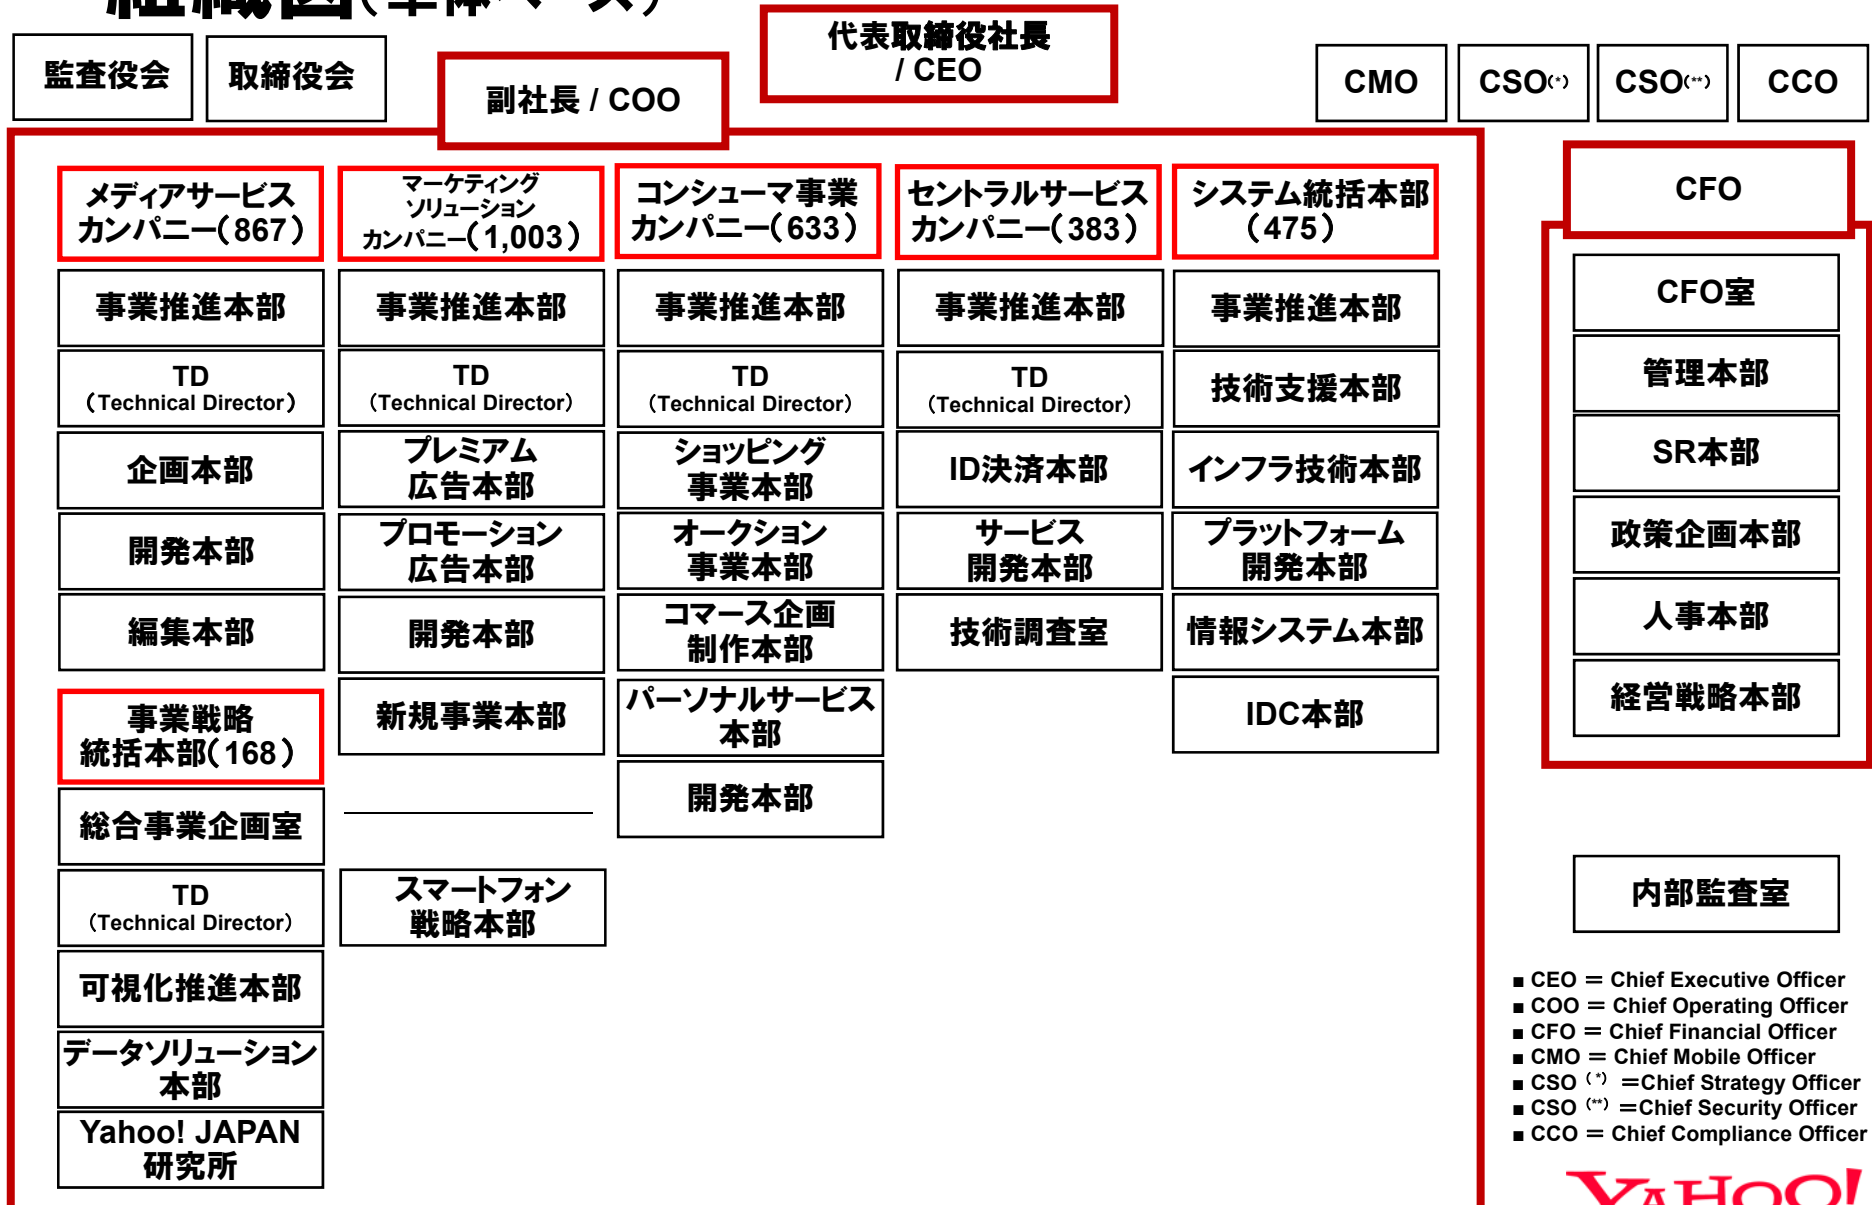 組織図(単体ベース)
代表取締役社長
/ CEO
監査役会
取締役会
副社長 / COO
CMO
CSO(*)
CSO(**)
CCO
メディアサービス
カンパニー(867)
事業推進本部
TD
(Technical Director)
企画本部
開発本部
編集本部
事業戦略
統括本部(168)
総合事業企画室
TD
(Technical Director)
可視化推進本部
データソリューション
本部
Yahoo! JAPAN
研究所
マーケティング
ソリューション
カンパニー(1,003)
事業推進本部
TD
(Technical Director)
プレミアム
広告本部
プロモーション
広告本部
開発本部
新規事業本部
スマートフォン
戦略本部
コンシューマ事業
カンパニー(633)
事業推進本部
TD
(Technical Director)
ショッピング
事業本部
オークション
事業本部
コマース企画
制作本部
パーソナルサービス
本部
開発本部
セントラルサービス
カンパニー(383)
事業推進本部
TD
(Technical Director)
ID決済本部
サービス
開発本部
技術調査室
システム統括本部
(475)
事業推進本部
技術支援本部
インフラ技術本部
プラットフォーム
開発本部
情報システム本部
IDC本部
CFO
CFO室
管理本部
SR本部
政策企画本部
人事本部
経営戦略本部
内部監査室
■ CEO = Chief Executive Officer
■ COO = Chief Operating Officer
■ CFO = Chief Financial Officer
■ CMO = Chief Mobile Officer
■ CSO (*) =Chief Strategy Officer
■ CSO (**) =Chief Security Officer
■ CCO = Chief Compliance Officer
YAHOO!